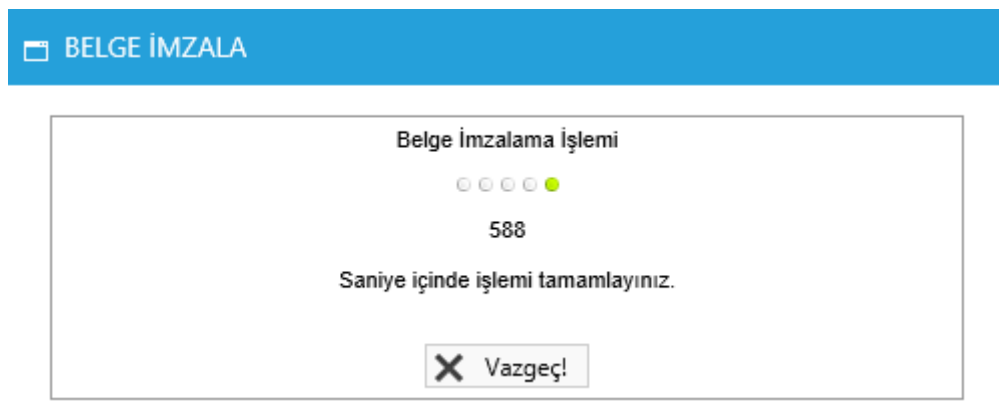 BELGE İMZALA
Belge İmzalama İşlemi
588
Saniye içinde işlemi tamamlayınız.
Vazgeç!